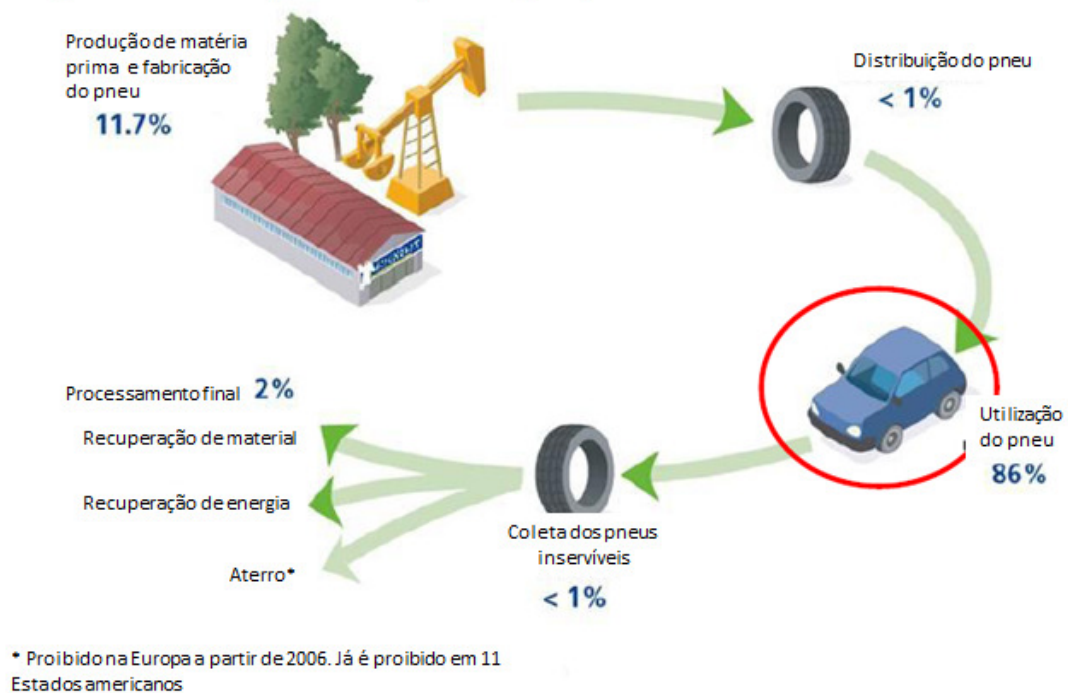 Produção de matéria
prima e fabricação
do pneu
11.7%
Distribuição do pneu
< 1%
Utilização
do pneu
86%
Coleta dos pneus
inservíveis
< 1%
Processamento final 2%
Recuperação de material
Recuperação de energia
Aterro*
* Proibido na Europa a partir de 2006. Já é proibido em 11
Estados americanos